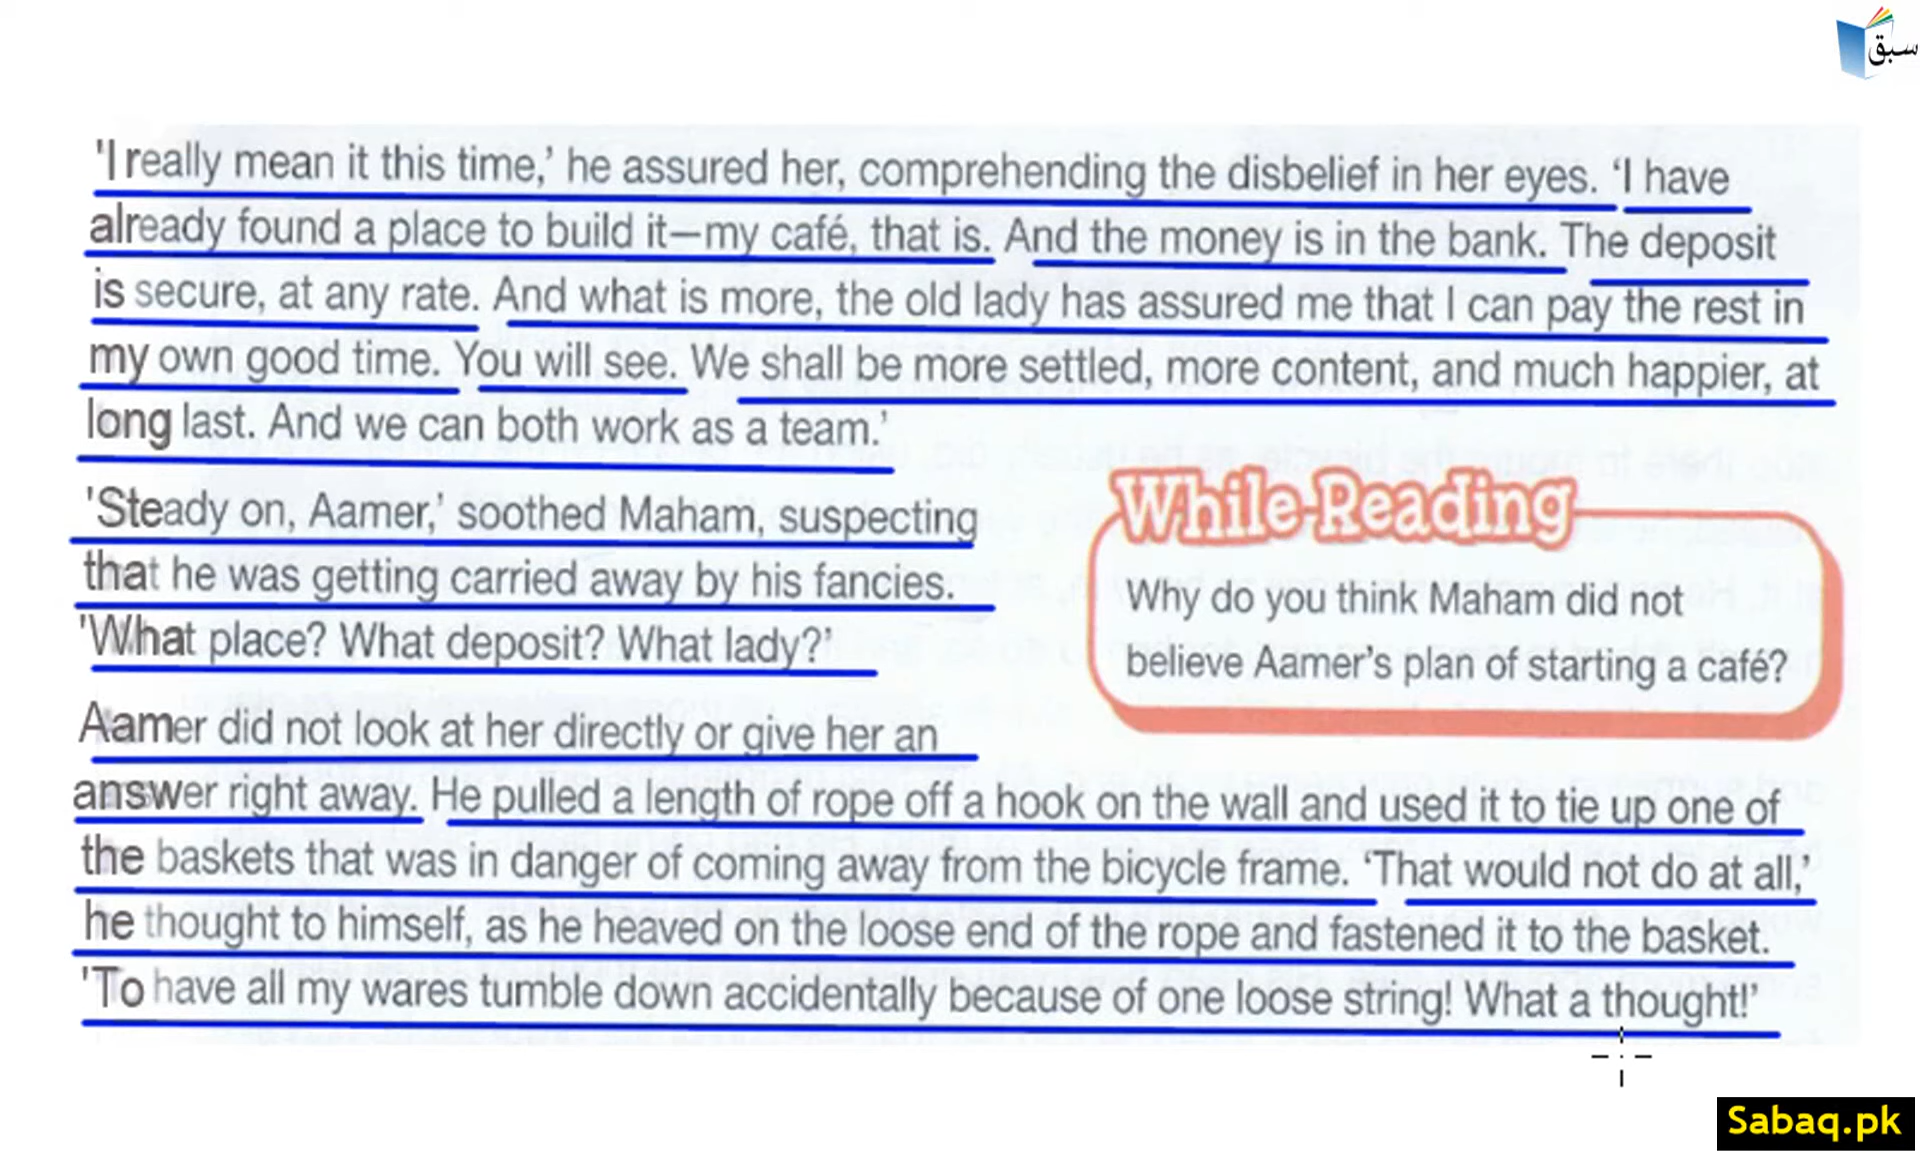 سبق
'I really mean it this time,' he assured her, comprehending the disbelief in her eyes. 'I have
already found a place to build it—my café, that is. And the money is in the bank. The deposit
is secure, at any rate. And what is more, the old lady has assured me that I can pay the rest in
my own good time. You will see. We shall be more settled, more content, and much happier, at
long last. And we can both work as a team.'
'Steady on, Aamer,' soothed Maham, suspecting
that he was getting carried away by his fancies.
'What place? What deposit? What lady?'
While Reading
Why do you think Maham did not
believe Aamer's plan of starting a café?
Aamer did not look at her directly or give her an
answer right away. He pulled a length of rope off a hook on the wall and used it to tie up one of
the baskets that was in danger of coming away from the bicycle frame. 'That would not do at all,'
he thought to himself, as he heaved on the loose end of the rope and fastened it to the basket.
'To have all my wares tumble down accidentally because of one loose string! What a thought!'
Sabaq.pk